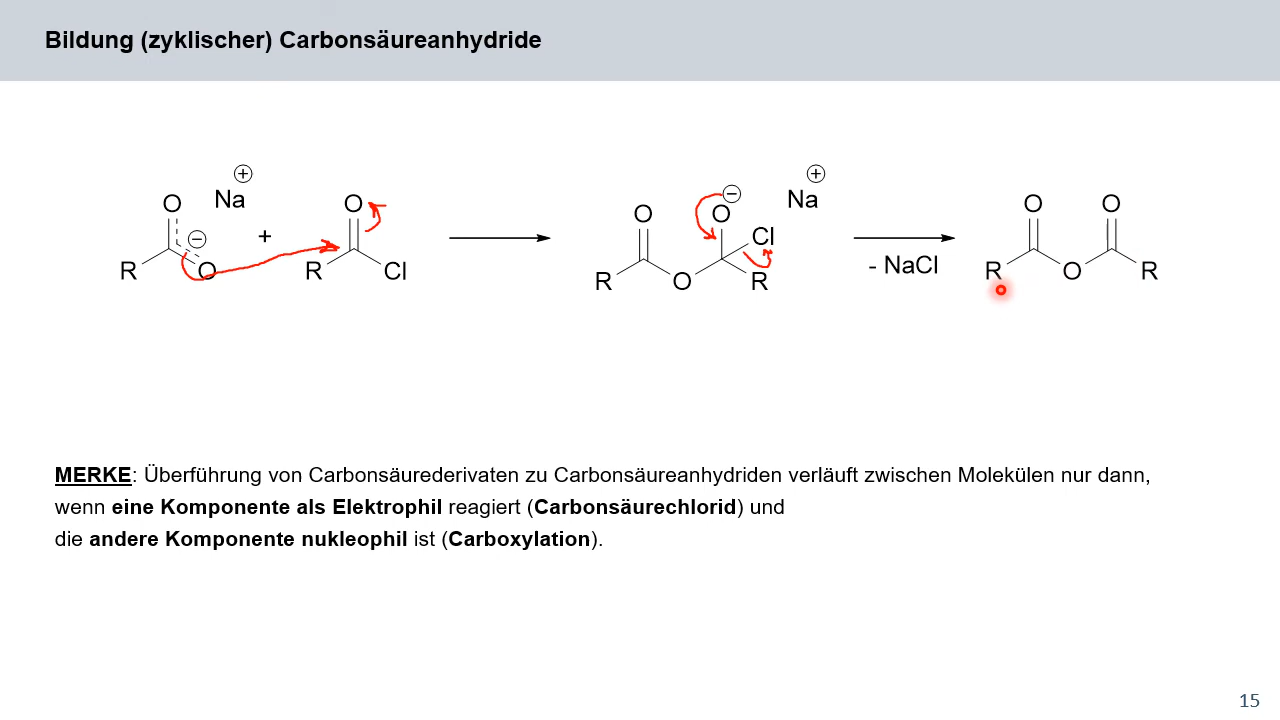 Bildung (zyklischer) Carbonsäureanhydride
O Na + − + R O
O R Cl
O R O O − Cl R Na +
- NaCl
O O R O R
MERKE: Überführung von Carbonsäurederivaten zu Carbonsäureanhydriden verläuft zwischen Molekülen nur dann,
wenn eine Komponente als Elektrophil reagiert (Carbonsäurechlorid) und
die andere Komponente nukleophil ist (Carboxylation).
15